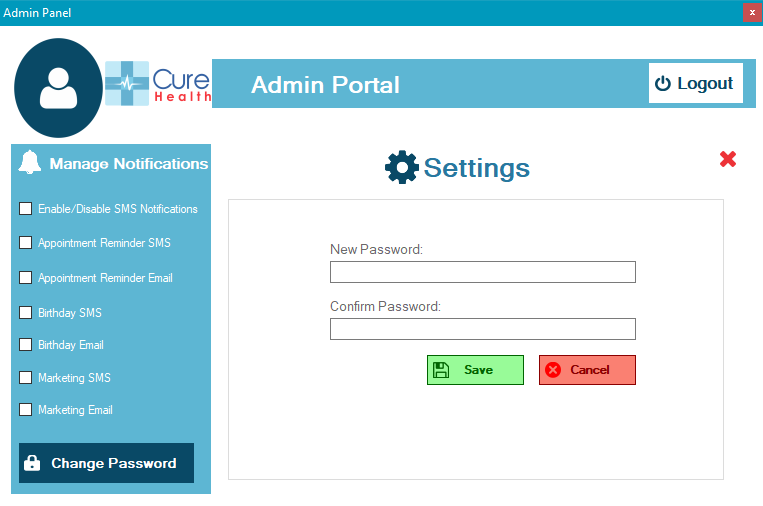 Admin Panel
x
Cure
Health
Admin Portal
Logout
Manage Notifications
Enable/Disable SMS Notifications
Appointment Reminder SMS
Appointment Reminder Email
Birthday SMS
Birthday Email
Marketing SMS
Marketing Email
Change Password
Settings
New Password:
Confirm Password:
Save
Cancel